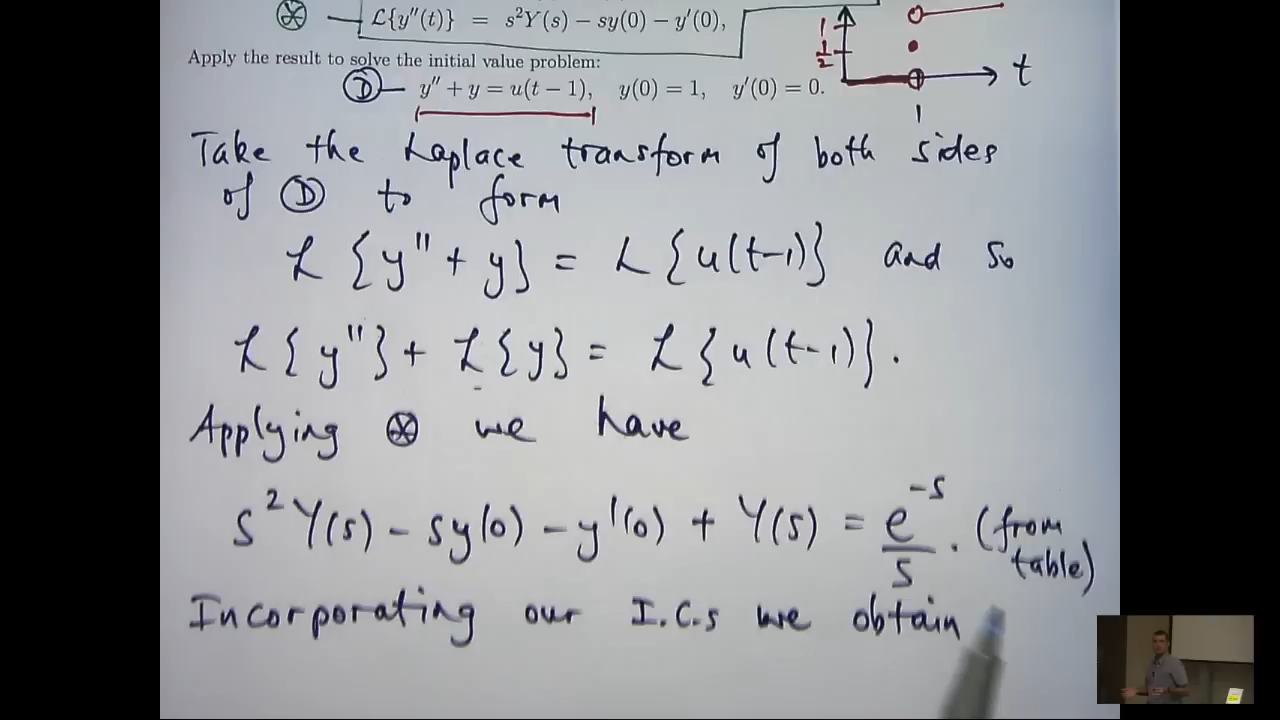 ⊛ — ℒ{y''(t)} = s²Y(s) − sy(0) − y'(0),
Apply the result to solve the initial value problem:
Ⓓ — y'' + y = u(t − 1), y(0) = 1, y'(0) = 0.
1
1/2
t
1
Take the Laplace transform of both sides
of Ⓓ to form
ℒ{y'' + y} = ℒ{u(t-1)} and so
ℒ{y''} + ℒ{y} = ℒ{u(t-1)}.
Applying ⊛ we have
s²Y(s) - sy(0) - y'(0) + Y(s) = e^-s/s. (from table)
Incorporating our I.C.s we obtain